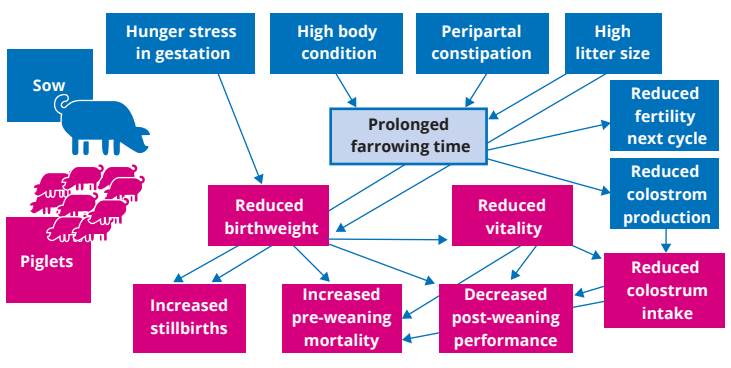 Hunger stress
in gestation
High body
condition
Peripartal
constipation
High
litter size
Sow
Prolonged
farrowing time
Reduced
fertility
next cycle
Reduced
colostrom
production
Reduced
birthweight
Reduced
vitality
Piglets
Increased
stillbirths
Increased
pre-weaning
mortality
Decreased
post-weaning
performance
Reduced
colostrum
intake